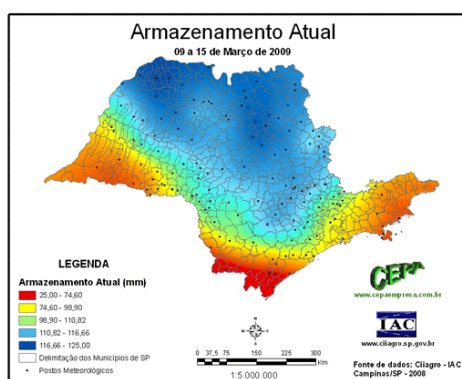 Armazenamento Atual
09 a 15 de Março de 2009
LEGENDA
Armazenamento Atual (mm)
25,00 - 74,60
74,60 - 98,90
98,90 - 110,82
110,82 - 116,66
116,66 - 125,00
Delimitação dos Municípios de SP
Postos Meteorológicos
CEPA
www.cepaempresa.com.br
IAC
www.ciiagro.sp.gov.br
0 37,5 75 150 225 300
Km
1:5.000.000
Fonte de dados: Ciiagro - IAC
Campinas/SP - 2008